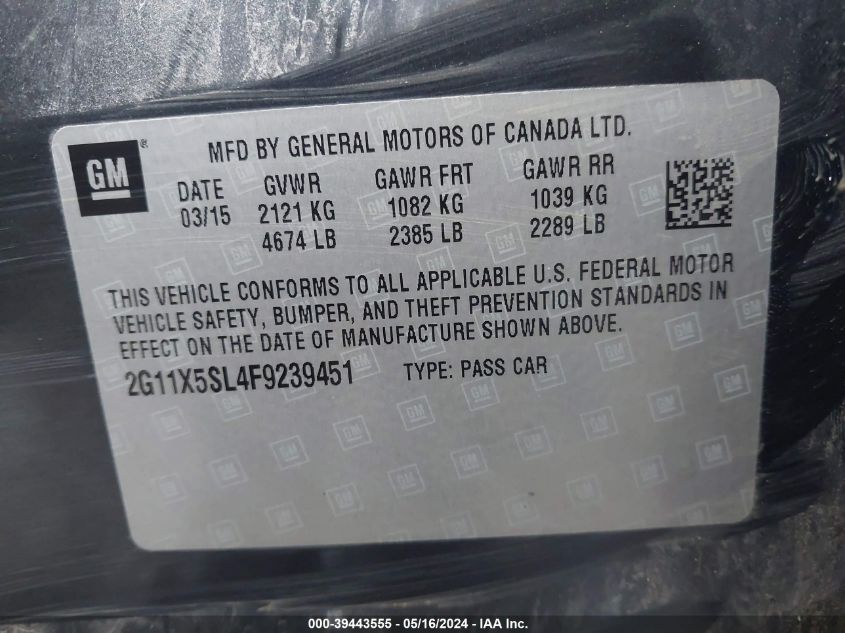 GM
MFD BY GENERAL MOTORS OF CANADA LTD.
DATE GVWR GAWR FRT GAWR RR
03/15 2121 KG 1082 KG 1039 KG
4674 LB 2385 LB 2289 LB
THIS VEHICLE CONFORMS TO ALL APPLICABLE U.S. FEDERAL MOTOR
VEHICLE SAFETY, BUMPER, AND THEFT PREVENTION STANDARDS IN
EFFECT ON THE DATE OF MANUFACTURE SHOWN ABOVE.
2G11X5SL4F9239451 TYPE: PASS CAR
000-39443555 - 05/16/2024 - IAA Inc.